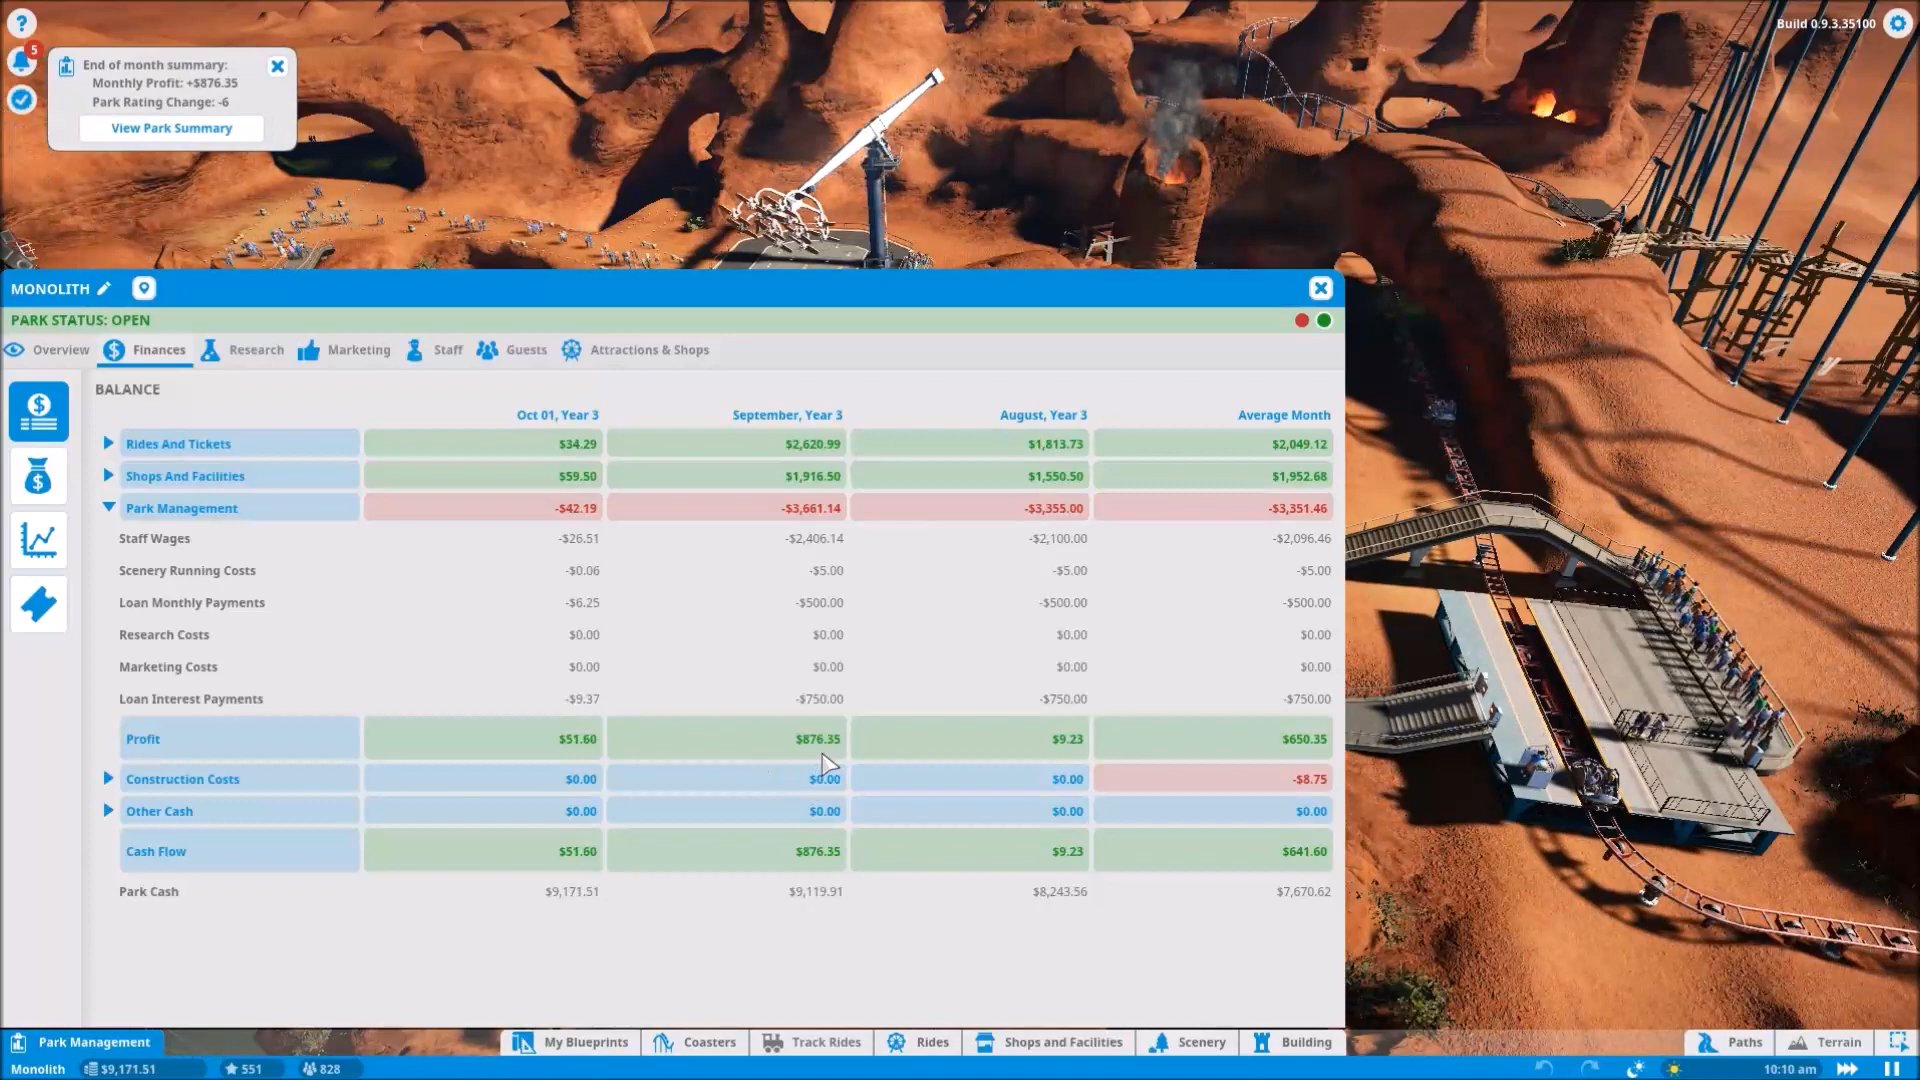 Build 0.9.3.35100
5
End of month summary:
Monthly Profit: +$876.35
Park Rating Change: -6
View Park Summary
MONOLITH
PARK STATUS: OPEN
Overview Finances Research Marketing Staff Guests Attractions & Shops
BALANCE
Oct 01, Year 3 September, Year 3 August, Year 3 Average Month
Rides And Tickets $34.29 $2,620.99 $1,813.73 $2,049.12
Shops And Facilities $59.50 $1,916.50 $1,550.50 $1,952.68
Park Management -$42.19 -$3,661.14 -$3,355.00 -$3,351.46
Staff Wages -$26.51 -$2,406.14 -$2,100.00 -$2,096.46
Scenery Running Costs -$0.06 -$5.00 -$5.00 -$5.00
Loan Monthly Payments -$6.25 -$500.00 -$500.00 -$500.00
Research Costs $0.00 $0.00 $0.00 $0.00
Marketing Costs $0.00 $0.00 $0.00 $0.00
Loan Interest Payments -$9.37 -$750.00 -$750.00 -$750.00
Profit $51.60 $876.35 $9.23 $650.35
Construction Costs $0.00 $0.00 $0.00 -$8.75
Other Cash $0.00 $0.00 $0.00 $0.00
Cash Flow $51.60 $876.35 $9.23 $641.60
Park Cash $9,171.51 $9,119.91 $8,243.56 $7,670.62
Park Management My Blueprints Coasters Track Rides Rides Shops and Facilities Scenery Building Paths Terrain
Monolith $9,171.51 551 828 10:10 am